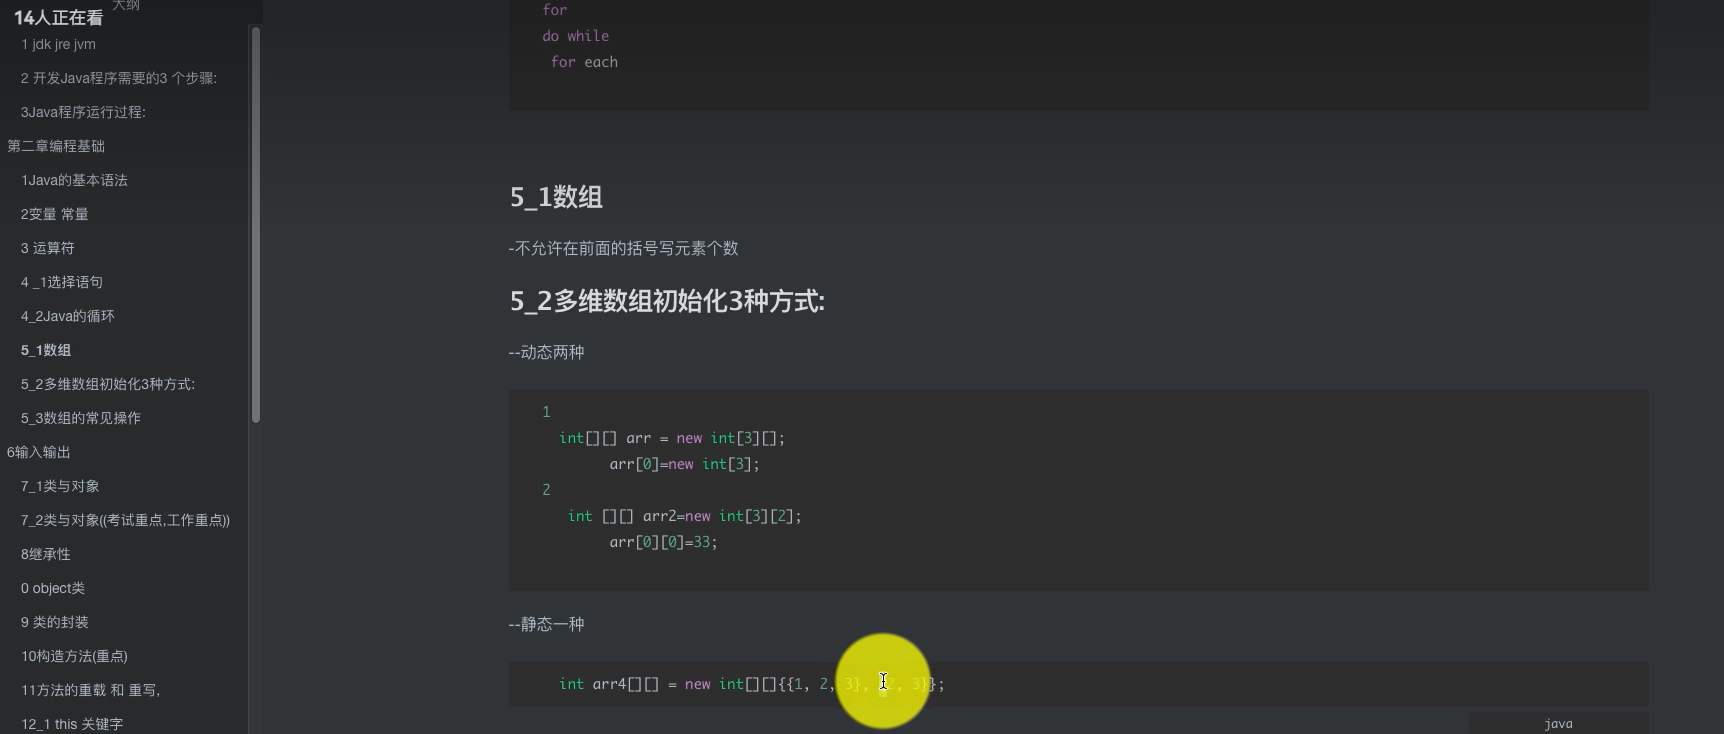 大纲
14人正在看
1 jdk jre jvm
2 开发Java程序需要的3 个步骤:
3Java程序运行过程:
第二章编程基础
1Java的基本语法
2变量 常量
3 运算符
4 _1选择语句
4_2Java的循环
5_1数组
5_2多维数组初始化3种方式:
5_3数组的常见操作
6输入输出
7_1类与对象
7_2类与对象((考试重点,工作重点))
8继承性
0 object类
9 类的封装
10构造方法(重点)
11方法的重载 和 重写,
12_1 this 关键字
for
do while
for each
5_1数组
-不允许在前面的括号写元素个数
5_2多维数组初始化3种方式:
--动态两种
1
int[][] arr = new int[3][];
arr[0]=new int[3];
2
int [][] arr2=new int[3][2];
arr[0][0]=33;
--静态一种
int arr4[][] = new int[][]{{1, 2, 3}, 2, 3}};
java